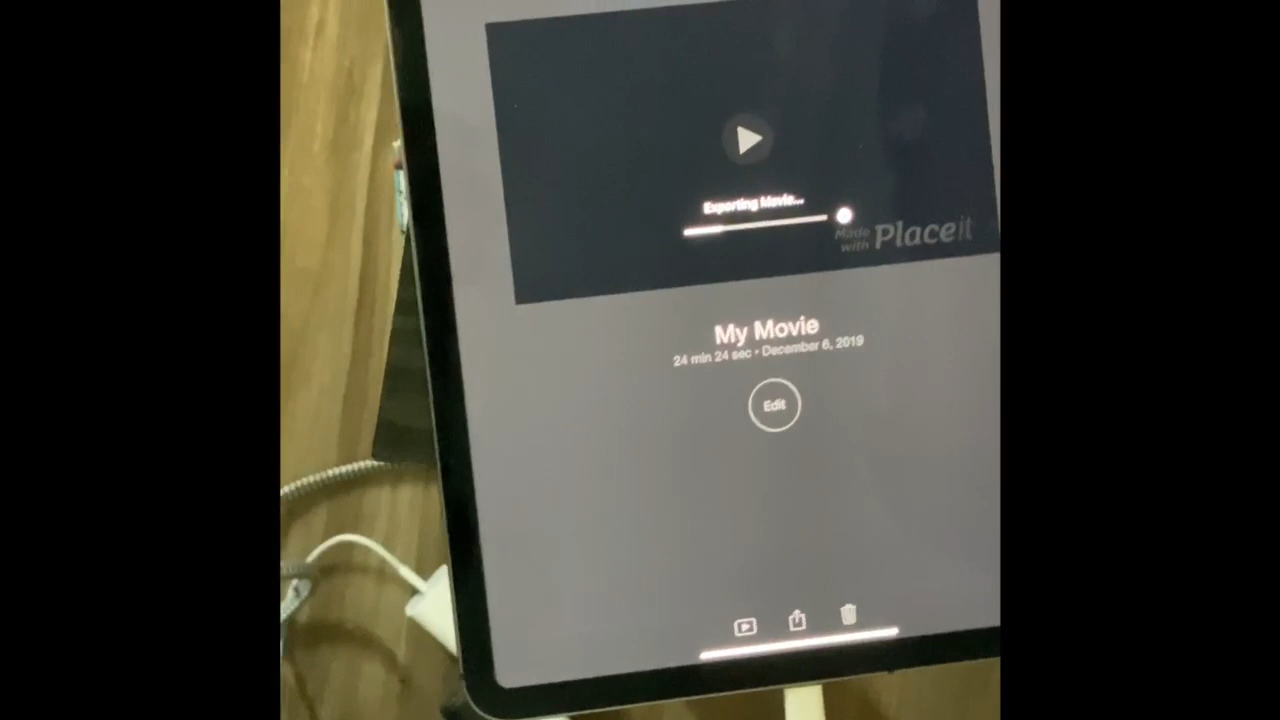 Exporting Movie...
Made
with Placeit
My Movie
24 min 24 sec • December 6, 2019
Edit